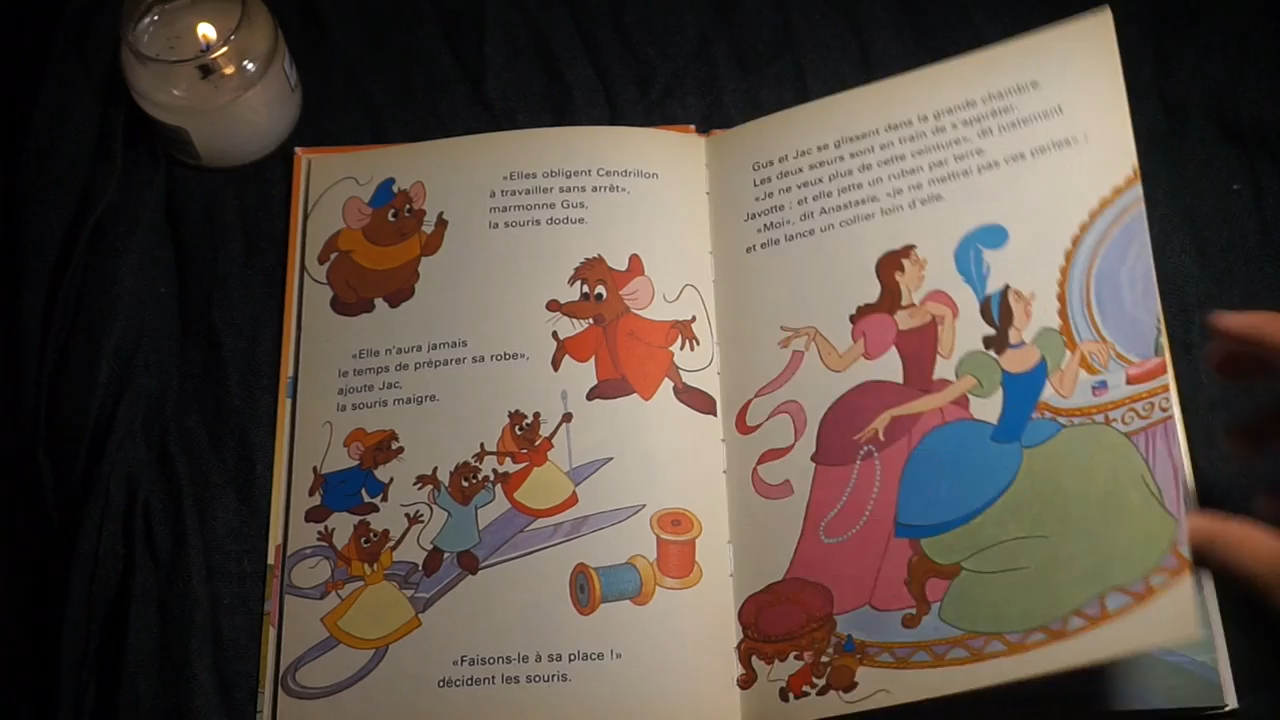 «Elles obligent Cendrillon
à travailler sans arrêt»,
marmonne Gus,
la souris dodue.
«Elle n'aura jamais
le temps de préparer sa robe»,
ajoute Jac,
la souris maigre.
«Faisons-le à sa place !»
décident les souris.
Gus et Jac se glissent dans la grande chambre.
Les deux sœurs sont en train de s'apprêter.
«Je ne veux plus de cette ceinture», dit justement
Javotte ; et elle jette un ruban par terre.
«Moi», dit Anastasie, «je ne mettrai pas ces perles» ;
et elle lance un collier loin d'elle.